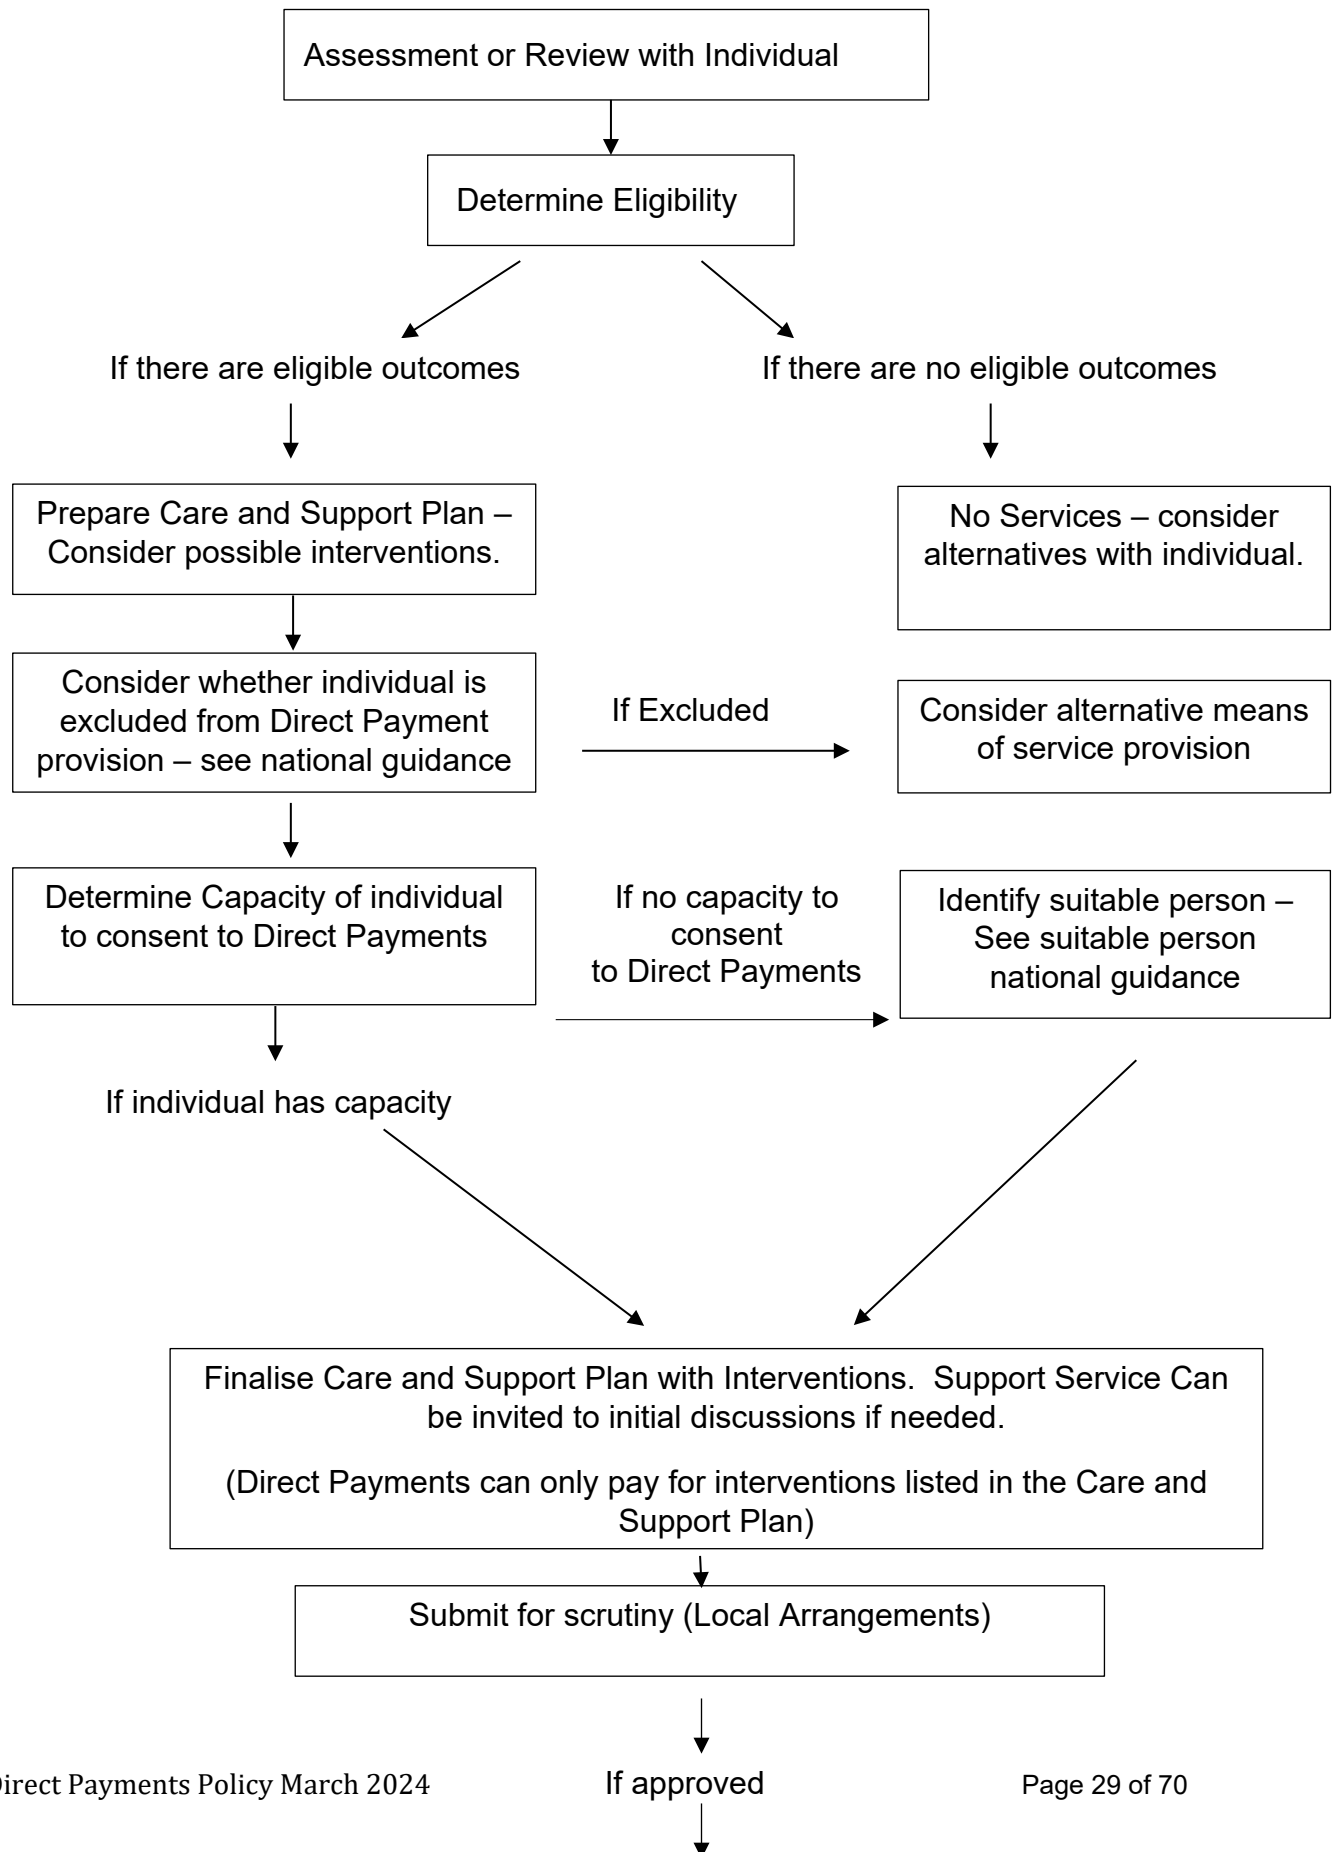 Assessment or Review with Individual
Determine Eligibility
If there are eligible outcomes
If there are no eligible outcomes
Prepare Care and Support Plan –
Consider possible interventions.
No Services – consider
alternatives with individual.
Consider whether individual is
excluded from Direct Payment
provision – see national guidance
If Excluded
Consider alternative means
of service provision
Determine Capacity of individual
to consent to Direct Payments
If no capacity to
consent
to Direct Payments
Identify suitable person –
See suitable person
national guidance
If individual has capacity
Finalise Care and Support Plan with Interventions.  Support Service Can
be invited to initial discussions if needed.
(Direct Payments can only pay for interventions listed in the Care and
Support Plan)
Submit for scrutiny (Local Arrangements)
If approved
Direct Payments Policy March 2024
Page 29 of 70